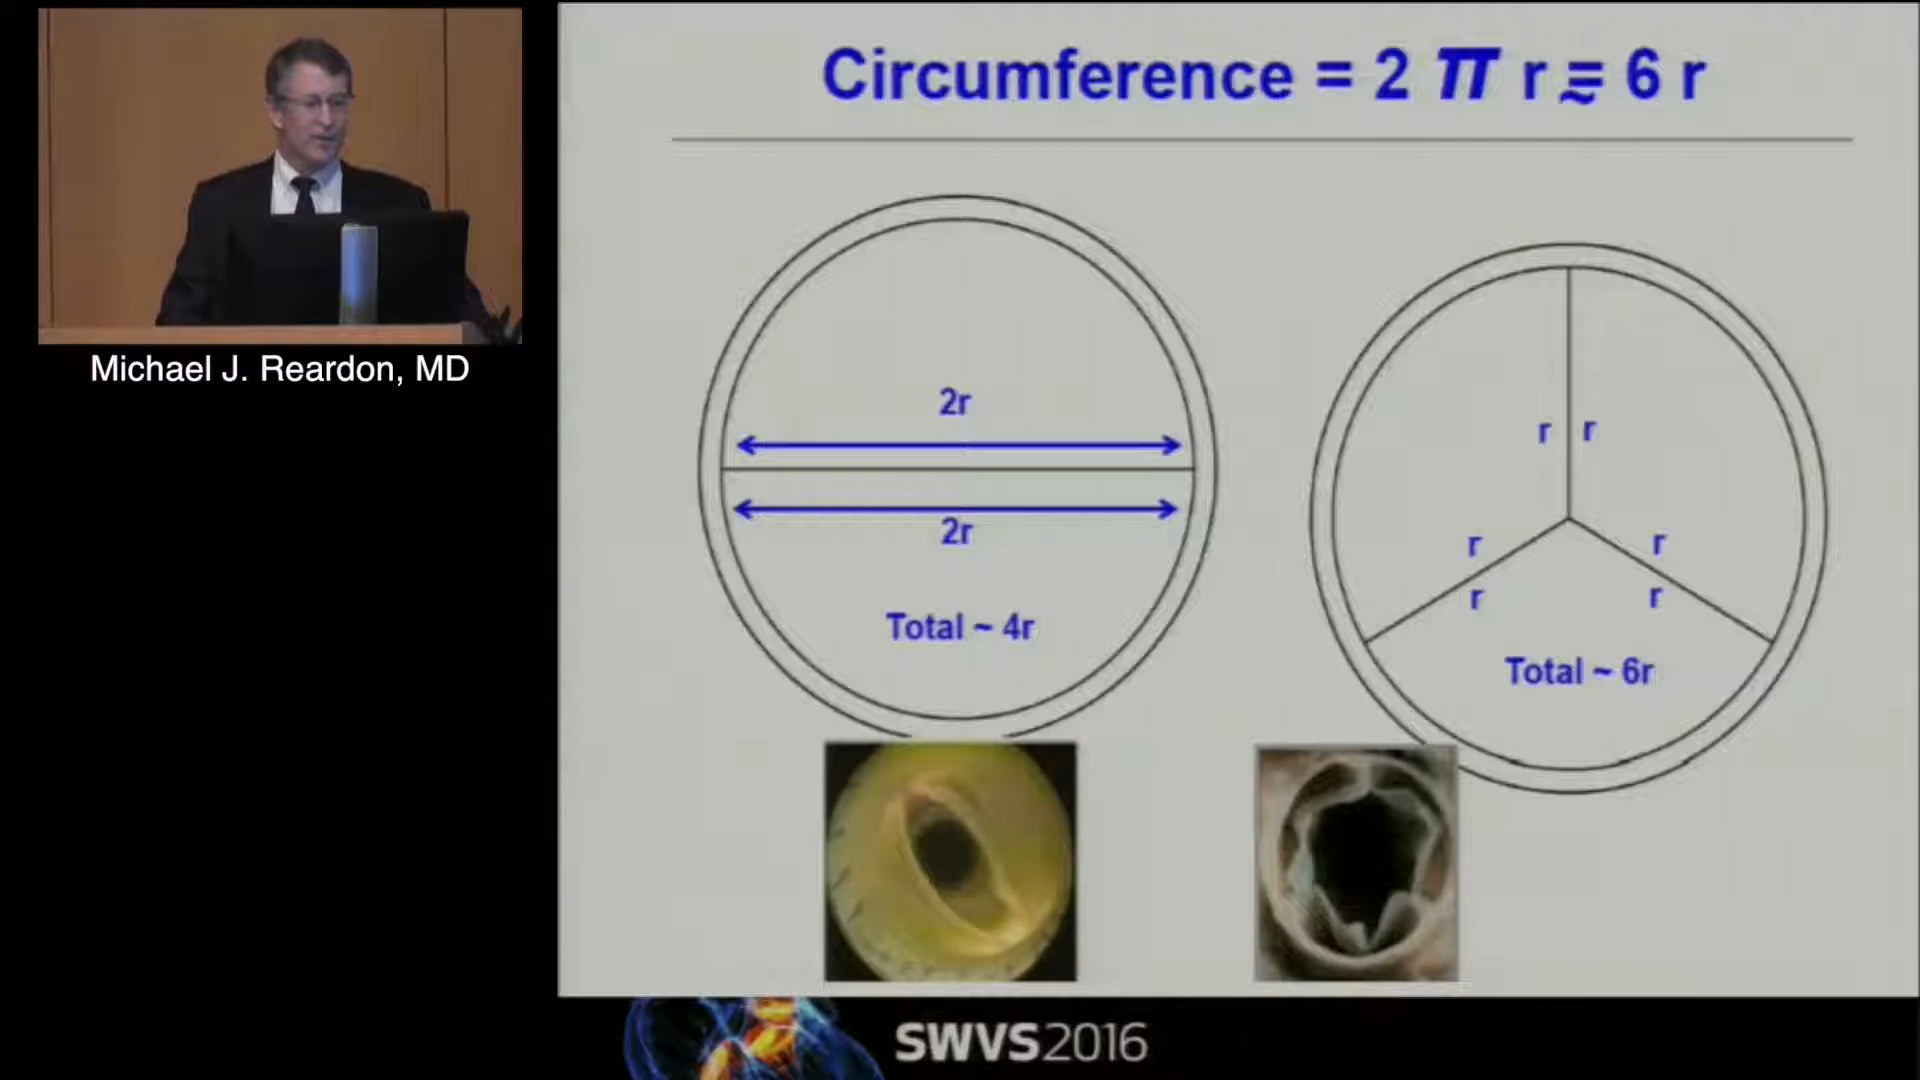 Michael J. Reardon, MD
Circumference = 2 π r ≂ 6 r
2r
2r
Total ~ 4r
r r
r r
r r
Total ~ 6r
SWVS2016